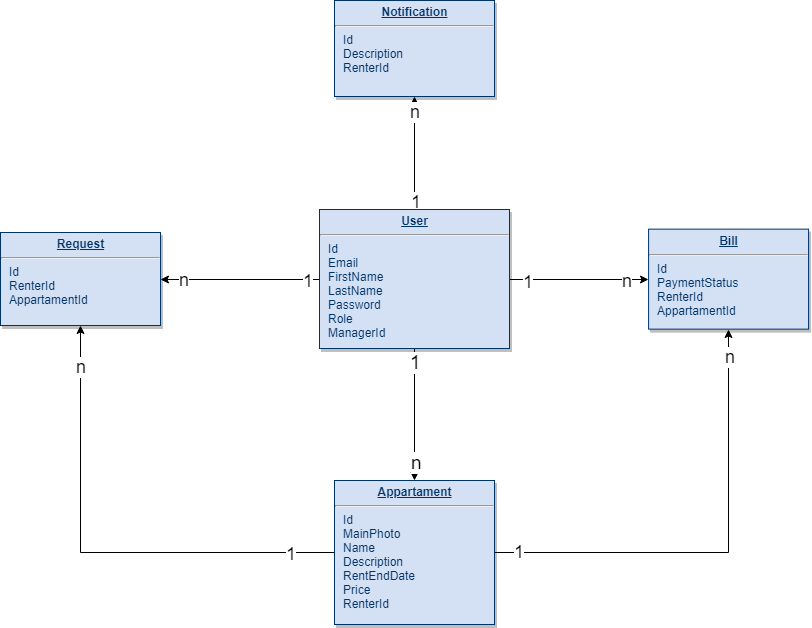 Notification
Id
Description
RenterId
n
1
User
Id
Email
FirstName
LastName
Password
Role
ManagerId
Request
Id
RenterId
AppartamentId
n
1
1
n
Bill
Id
PaymentStatus
RenterId
AppartamentId
1
n
n
n
Appartament
Id
MainPhoto
Name
Description
RentEndDate
Price
RenterId
1
1